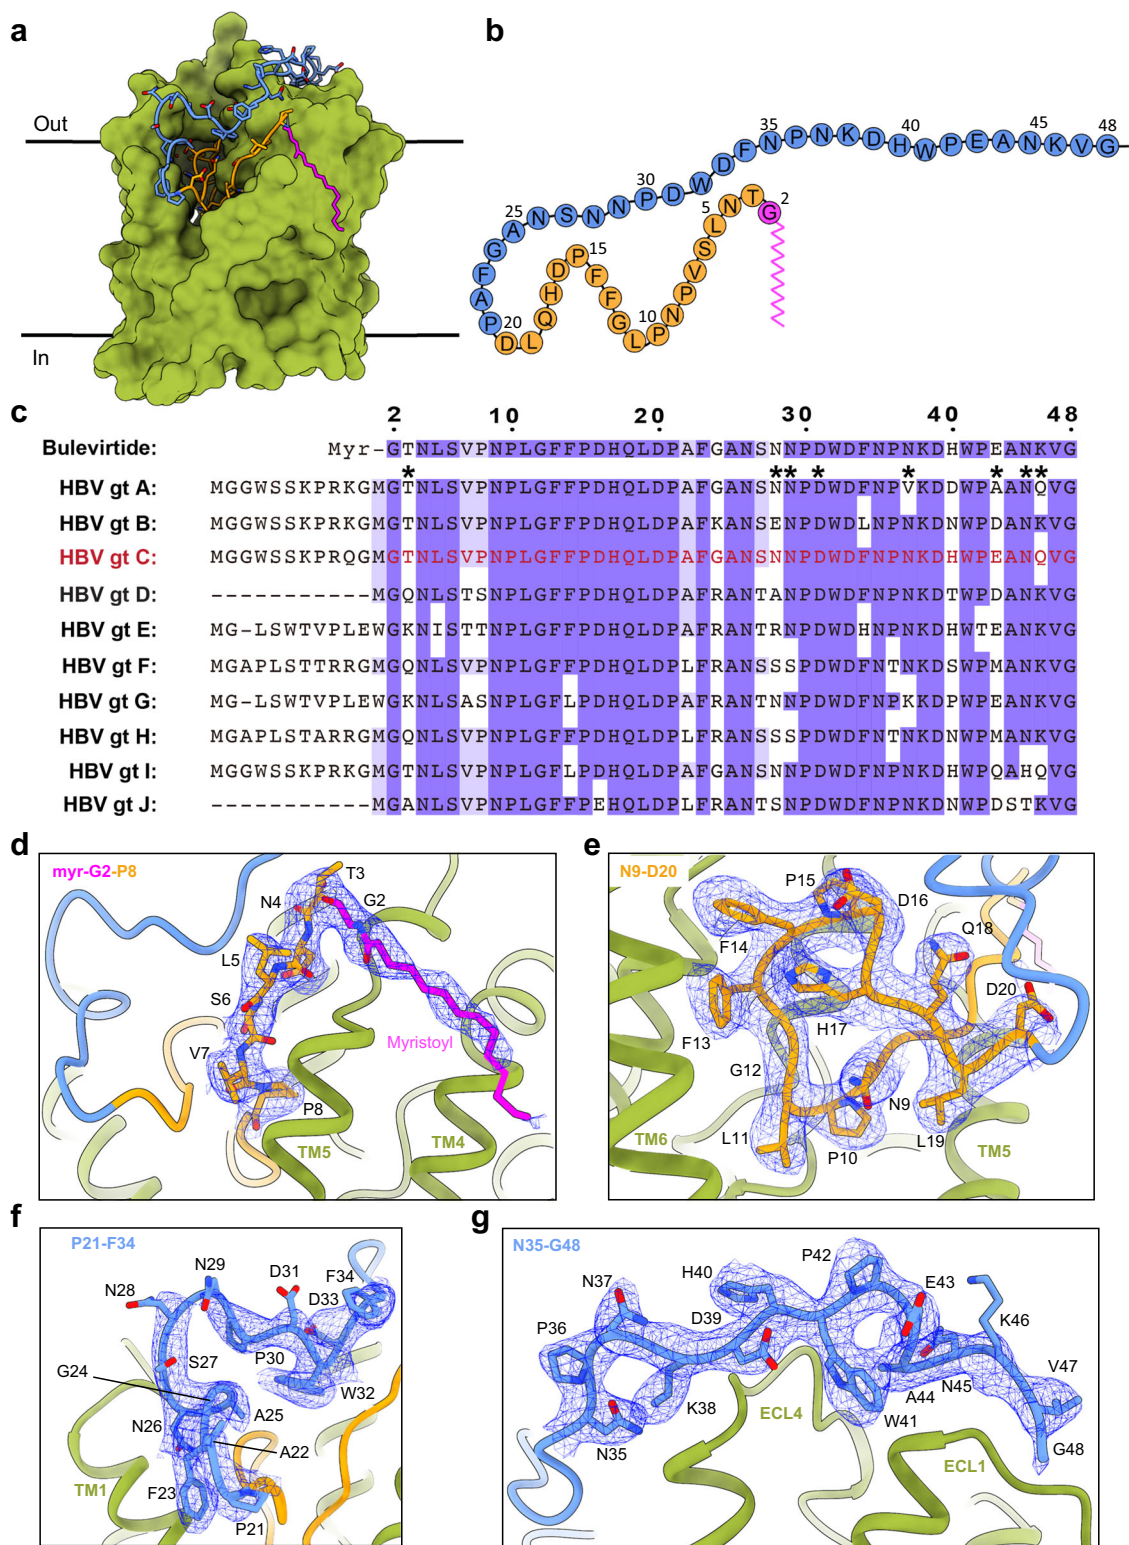 a
Out
In
b
25 30 35 40 45 48
P A F G A N S N N P D W D F N P N K D H W P E A N K V G
20 15 10 5 2
D L Q H D P F F G L P N P V S L N T G
c
2 10 20 30 40 48
Bulevirtide: Myr-GTNLSVPNPLGFFPDHQLDPAFGANSNNPDWDFNPNKDHWPEANKVG
* ** * * * **
HBV gt A: MGGWSSKPRKGMGTNLSVPNPLGFFPDHQLDPAFGANSNNPDWDFNPVKDDWPAANQVG
HBV gt B: MGGWSSKPRKGMGTNLSVPNPLGFFPDHQLDPAFKANSENPDWDLNPNKDNWPDANKVG
HBV gt C: MGGWSSKPRQGMGTNLSVPNPLGFFPDHQLDPAFGANSNNPDWDFNPNKDHWPEANQVG
HBV gt D: -----------MGQNLSTSNPLGFFPDHQLDPAFRANTANPDWDFNPNKDTWPDANKVG
HBV gt E: MG-LSWTVPLEWGKNISTTNPLGFFPDHQLDPAFRANTRNPDWDHNPNKDHWTEANKVG
HBV gt F: MGAPLSTTRRGMGQNLSVPNPLGFFPDHQLDPLFRANSSSPDWDFNTNKDSWPMANKVG
HBV gt G: MG-LSWTVPLEWGKNLSASNPLGFLPDHQLDPAFRANTNNPDWDFNPKKDPWPEANKVG
HBV gt H: MGAPLSTARRGMGQNLSVPNPLGFFPDHQLDPLFRANSSSPDWDFNTNKDNWPMANKVG
HBV gt I: MGGWSSKPRKGMGTNLSVPNPLGFLPDHQLDPAFGANSNNPDWDFNPNKDHWPQAHQVG
HBV gt J: -----------MGANLSVPNPLGFFPEHQLDPLFRANTSNPDWDFNPNKDNWPDSTKVG
d
myr-G2-P8
T3
N4
G2
L5
S6
V7
P8
Myristoyl
TM5
TM4
e
N9-D20
P15
D16
F14
Q18
D20
F13
H17
G12
N9
L11
P10
L19
TM6
TM5
f
P21-F34
N29
D31
F34
N28
D33
S27
P30
G24
W32
N26
A25
A22
F23
P21
TM1
g
N35-G48
P42
H40
E43
N37
D39
K46
P36
V47
N45
A44
K38
W41
N35
G48
ECL4
ECL1